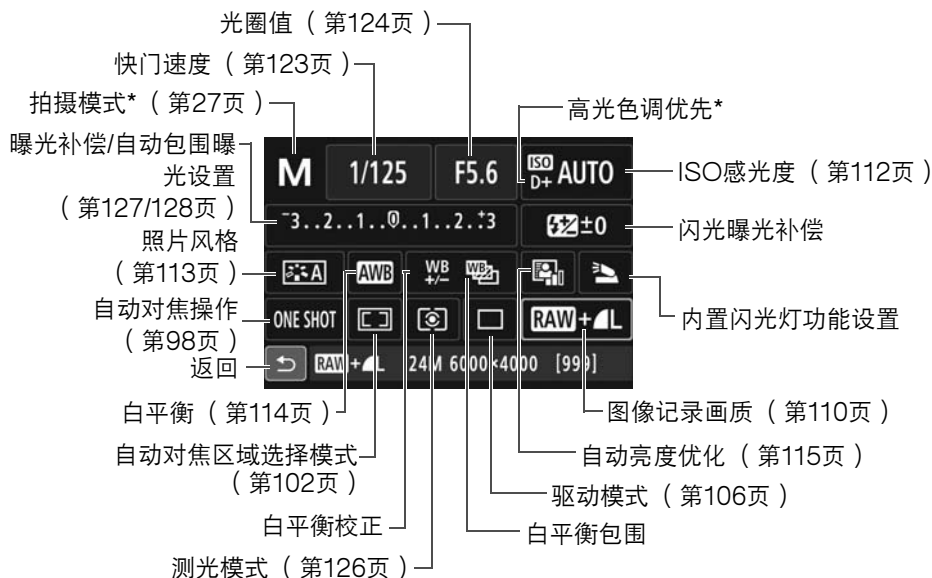 光圈值（第124页）
快门速度（第123页）
拍摄模式*（第27页）
高光色调优先*
曝光补偿/自动包围曝
光设置
（第127/128页）
M 1/125 F5.6 ISO D+ AUTO
ISO感光度（第112页）
-3..2..1..0..1..2..+3 ±0
闪光曝光补偿
照片风格
（第113页）
A AWB WB +/- WB
自动对焦操作
（第98页）
ONE SHOT RAW+L
内置闪光灯功能设置
返回
RAW+L 24M 6000×4000 [999]
白平衡（第114页）
图像记录画质（第110页）
自动对焦区域选择模式
（第102页）
自动亮度优化（第115页）
驱动模式（第106页）
白平衡校正
白平衡包围
测光模式（第126页）